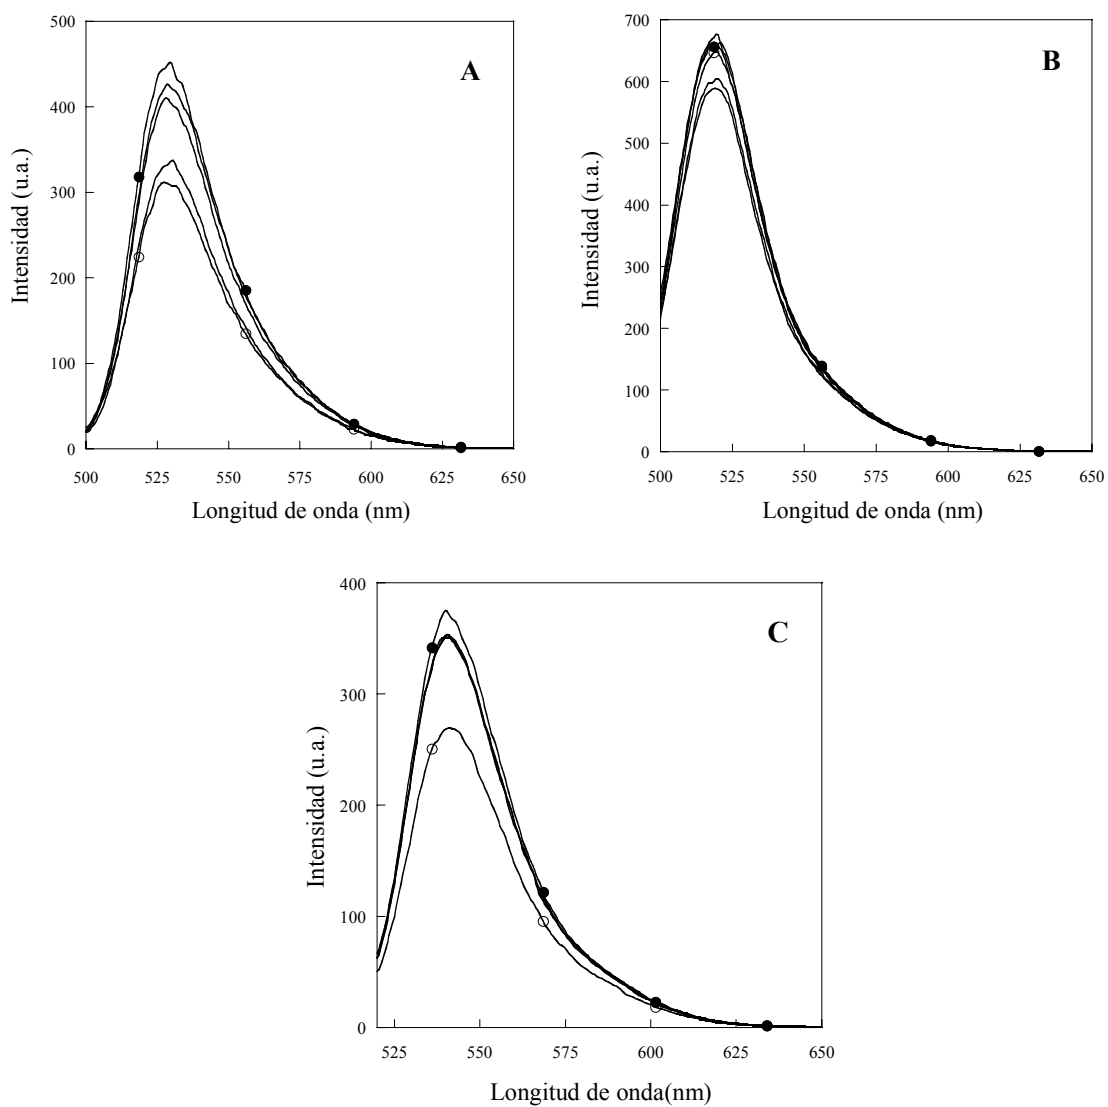 A
500
400
300
200
100
0
Intensidad (u.a.)
500 525 550 575 600 625 650
Longitud de onda (nm)
B
700
600
500
400
300
200
100
0
Intensidad (u.a.)
500 525 550 575 600 625 650
Longitud de onda (nm)
C
400
300
200
100
0
Intensidad (u.a.)
525 550 575 600 625 650
Longitud de onda(nm)